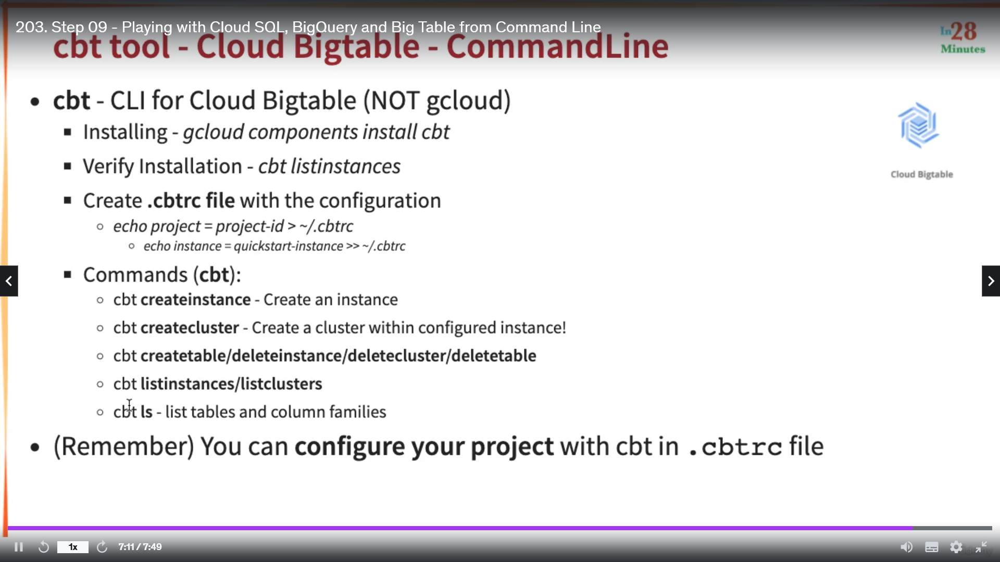 203. Step 09 - Playing with Cloud SQL, BigQuery and Big Table from Command Line
cbt tool - Cloud Bigtable - CommandLine
In28
Minutes
• cbt - CLI for Cloud Bigtable (NOT gcloud)
▪ Installing - gcloud components install cbt
▪ Verify Installation - cbt listinstances
▪ Create .cbtrc file with the configuration
○ echo project = project-id > ~/.cbtrc
○ echo instance = quickstart-instance >> ~/.cbtrc
▪ Commands (cbt):
○ cbt createinstance - Create an instance
○ cbt createcluster - Create a cluster within configured instance!
○ cbt createtable/deleteinstance/deletecluster/deletetable
○ cbt listinstances/listclusters
○ cbt ls - list tables and column families
• (Remember) You can configure your project with cbt in .cbtrc file
Cloud Bigtable
1x
7:11 / 7:49